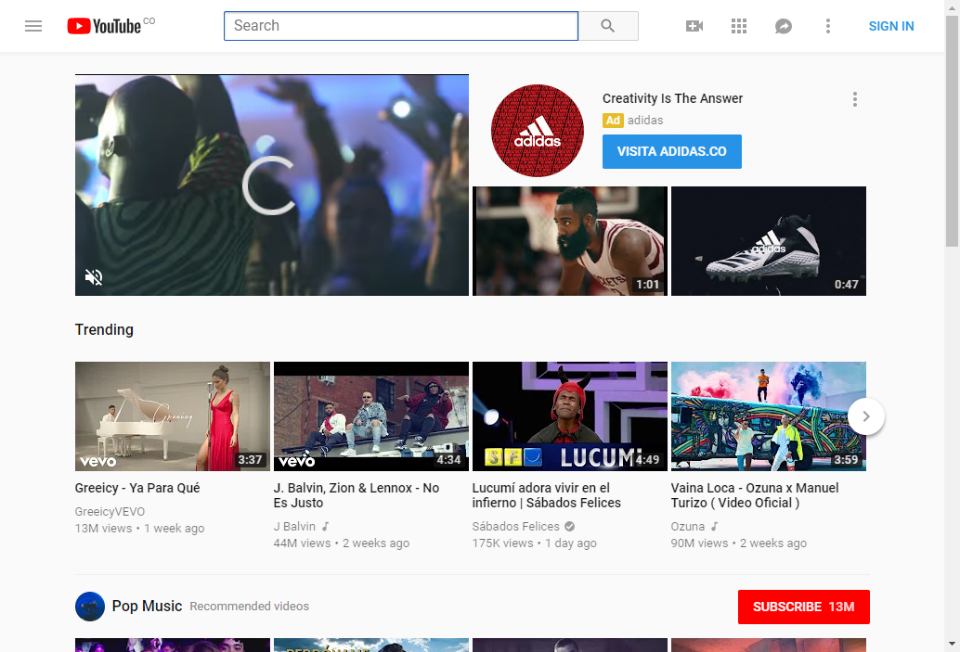 YouTube CO
Search
SIGN IN
Creativity Is The Answer
Ad adidas
VISITA ADIDAS.CO
adidas
1:01
adidas
0:47
Trending
Greeicy
vevo
3:37
vevo
4:34
SF
LUCUMÍ
4:49
3:59
Greeicy - Ya Para Qué
GreeicyVEVO
13M views • 1 week ago
J. Balvin, Zion & Lennox - No
Es Justo
J Balvin
44M views • 2 weeks ago
Lucumí adora vivir en el
infierno | Sábados Felices
Sábados Felices
175K views • 1 day ago
Vaina Loca - Ozuna x Manuel
Turizo ( Video Oficial )
Ozuna
90M views • 2 weeks ago
Pop Music Recommended videos
SUBSCRIBE 13M